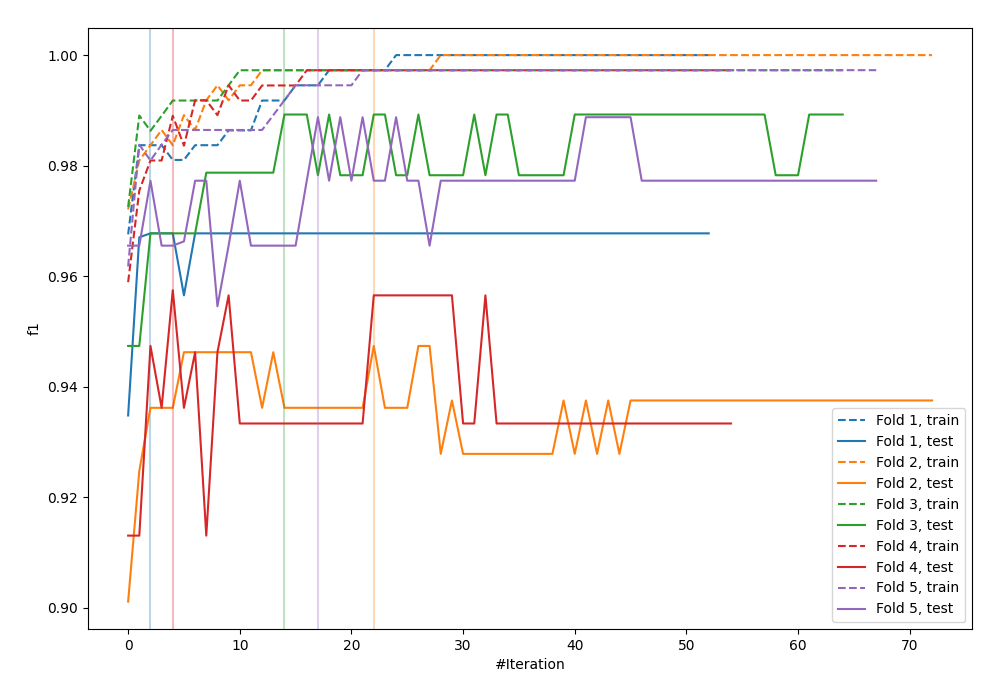 1.00
0.98
0.96
0.94
0.92
0.90
f1
0
10
20
30
40
50
60
70
#Iteration
Fold 1, train
Fold 1, test
Fold 2, train
Fold 2, test
Fold 3, train
Fold 3, test
Fold 4, train
Fold 4, test
Fold 5, train
Fold 5, test